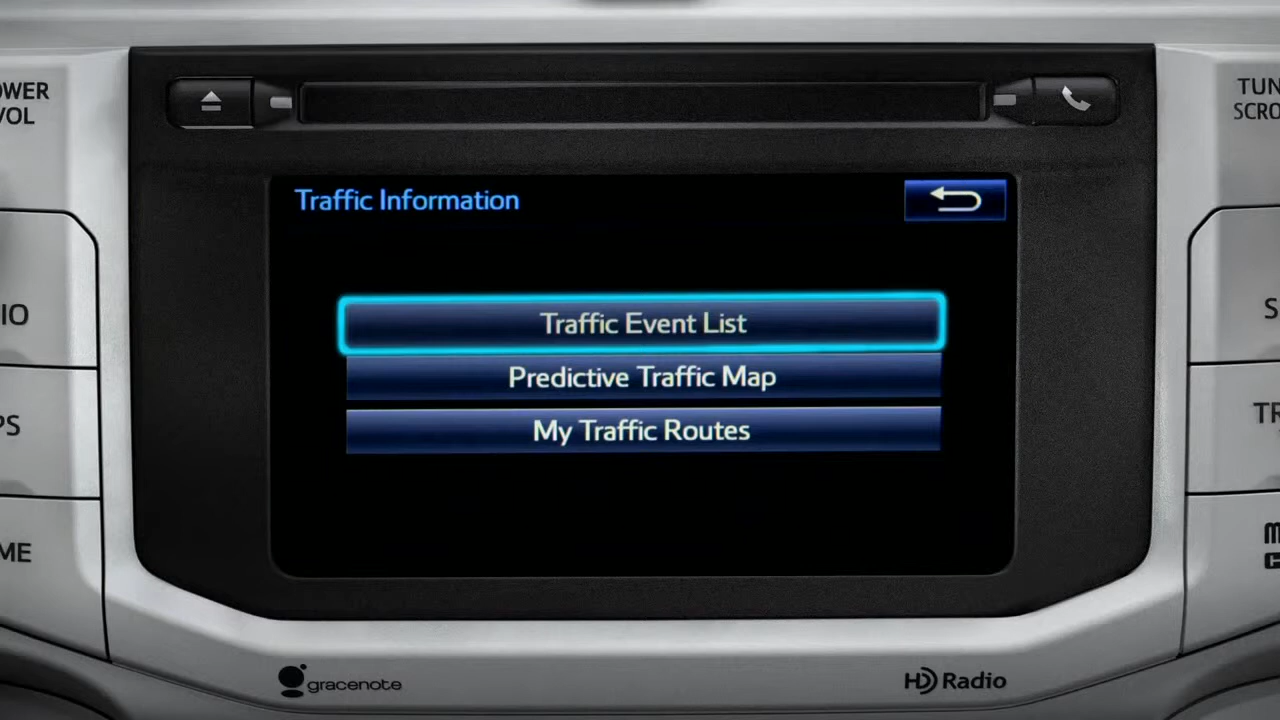 OWER
VOL
TUN
SCRO
Traffic Information
Traffic Event List
Predictive Traffic Map
My Traffic Routes
IO
PS
ME
S
TR
gracenote
HD Radio